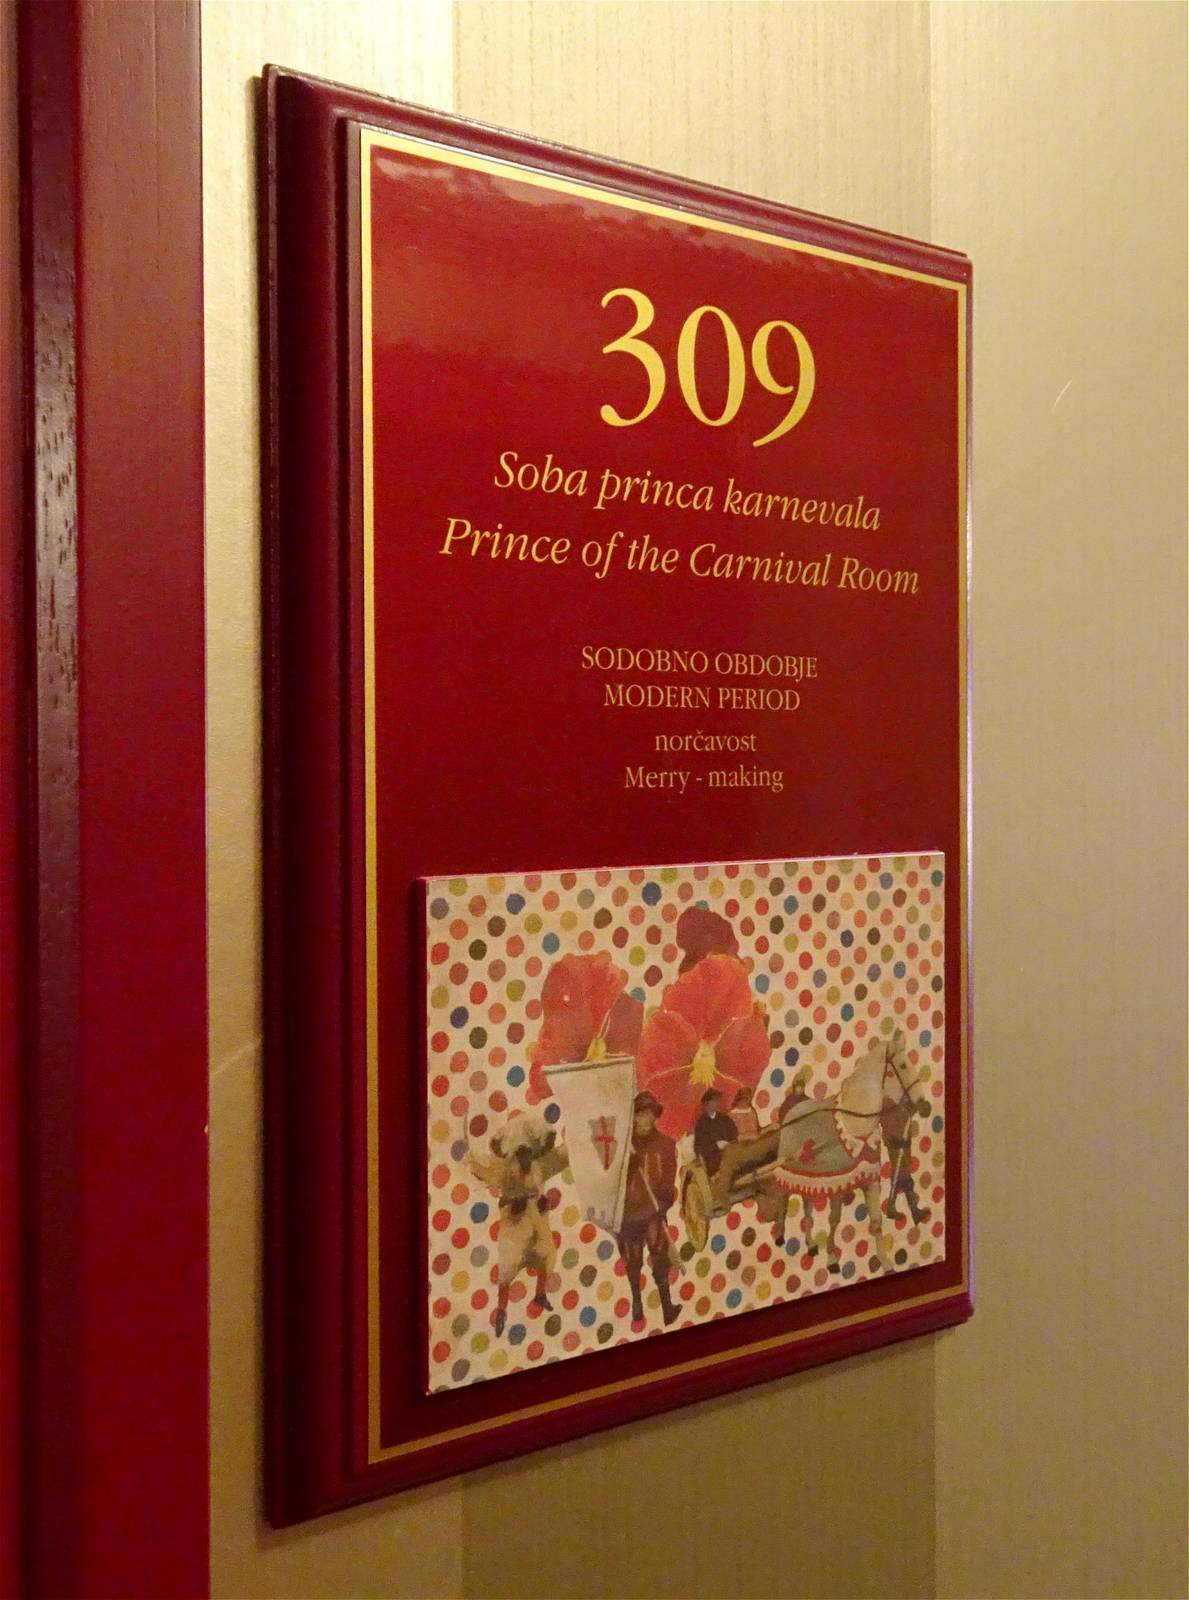 309
Soba princa karnevala
Prince of the Carnival Room
SODOBNO OBDOBJE
MODERN PERIOD
norčavost
Merry - making